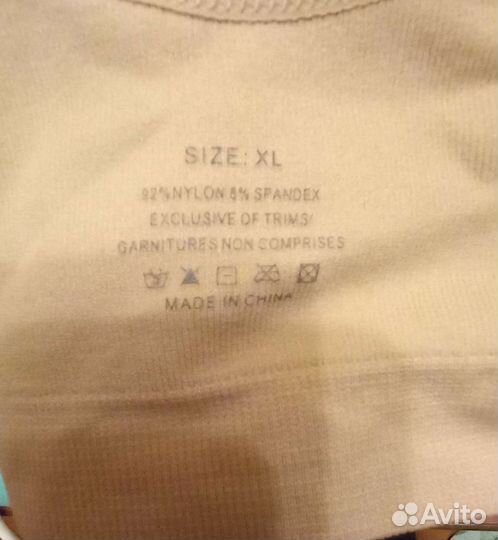 SIZE: XL
92% NYLON 8% SPANDEX
EXCLUSIVE OF TRIMS/
GARNITURES NON COMPRISES
MADE IN CHINA
Avito